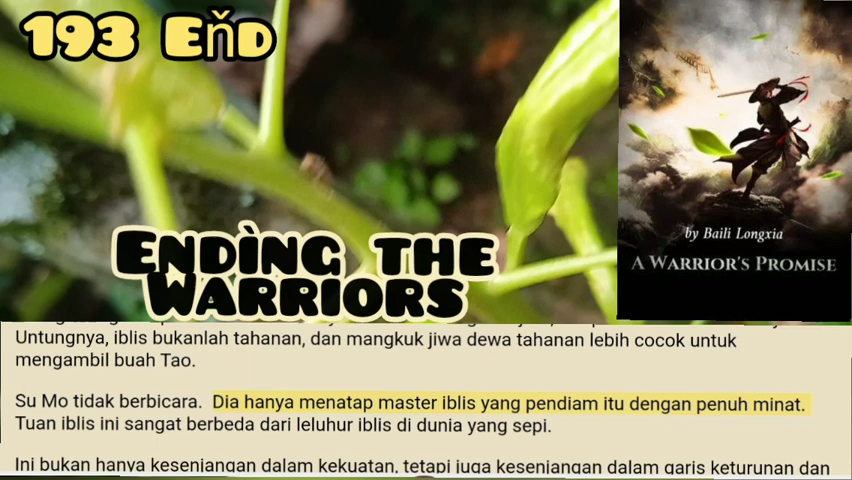 193 Eňd
Endìng the
Warriors
by Baili Longxia
A Warrior's Promise
Untungnya, iblis bukanlah tahanan, dan mangkuk jiwa dewa tahanan lebih cocok untuk
mengambil buah Tao.
Su Mo tidak berbicara. Dia hanya menatap master iblis yang pendiam itu dengan penuh minat.
Tuan iblis ini sangat berbeda dari leluhur iblis di dunia yang sepi.
Ini bukan hanya kesenjangan dalam kekuatan, tetapi juga kesenjangan dalam garis keturunan dan